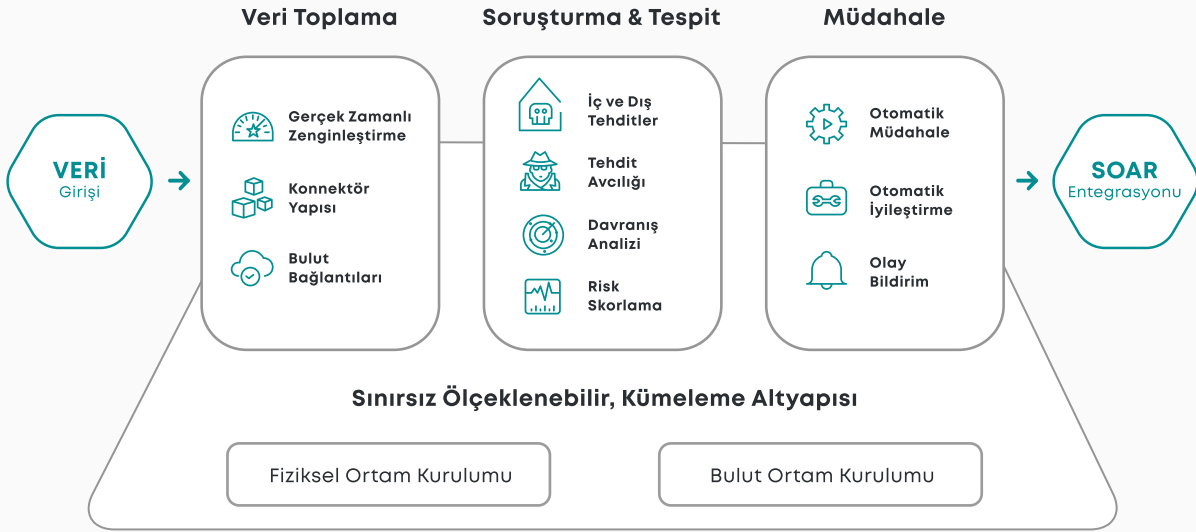 Veri Toplama
Soruşturma & Tespit
Müdahale
VERİ
Girişi
Gerçek Zamanlı
Zenginleştirme
Konnektör
Yapısı
Bulut
Bağlantıları
İç ve Dış
Tehditler
Tehdit
Avcılığı
Davranış
Analizi
Risk
Skorlama
Otomatik
Müdahale
Otomatik
İyileştirme
Olay
Bildirim
SOAR
Entegrasyonu
Sınırsız Ölçeklenebilir, Kümeleme Altyapısı
Fiziksel Ortam Kurulumu
Bulut Ortam Kurulumu